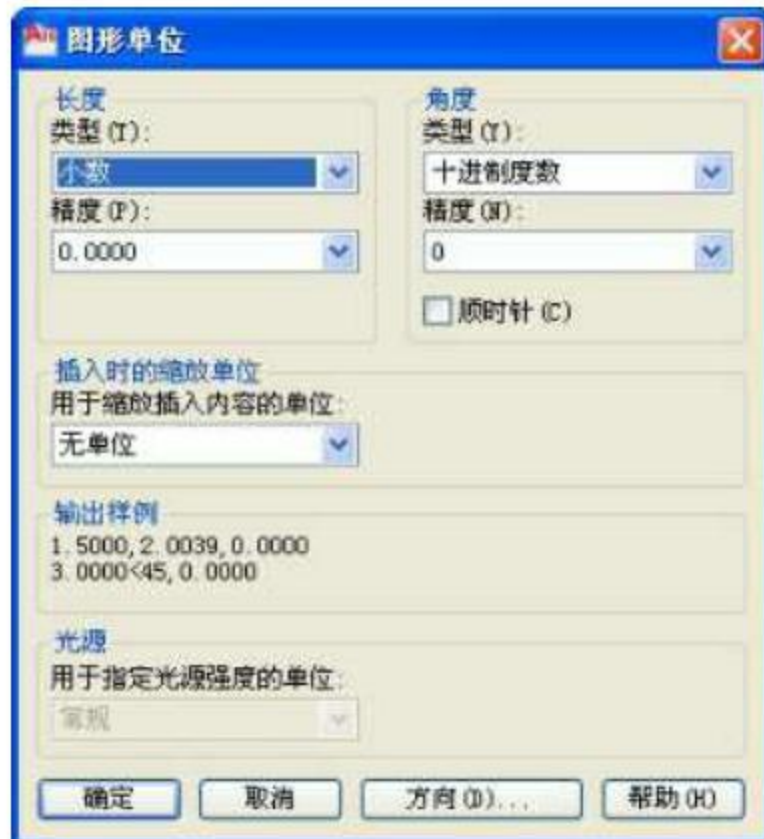 图形单位
长度
类型(T):
小数
精度(P):
0.0000
角度
类型(Y):
十进制度数
精度(N):
0
顺时针(C)
插入时的缩放单位
用于缩放插入内容的单位:
无单位
输出样例
1.5000,2.0039,0.0000
3.0000<45,0.0000
光源
用于指定光源强度的单位:
常规
确定
取消
方向(D)...
帮助(H)